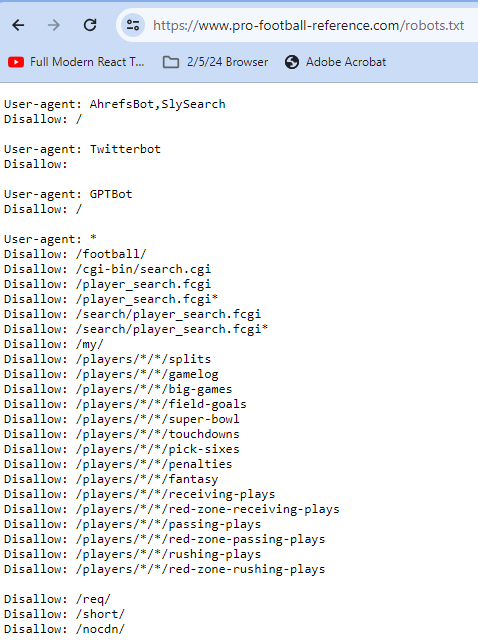 https://www.pro-football-reference.com/robots.txt
Full Modern React T...
2/5/24 Browser
Adobe Acrobat
User-agent: AhrefsBot,SlySearch
Disallow: /
User-agent: Twitterbot
Disallow:
User-agent: GPTBot
Disallow: /
User-agent: *
Disallow: /football/
Disallow: /cgi-bin/search.cgi
Disallow: /player_search.fcgi
Disallow: /player_search.fcgi*
Disallow: /search/player_search.fcgi
Disallow: /search/player_search.fcgi*
Disallow: /my/
Disallow: /players/*/*/splits
Disallow: /players/*/*/gamelog
Disallow: /players/*/*/big-games
Disallow: /players/*/*/field-goals
Disallow: /players/*/*/super-bowl
Disallow: /players/*/*/touchdowns
Disallow: /players/*/*/pick-sixes
Disallow: /players/*/*/penalties
Disallow: /players/*/*/fantasy
Disallow: /players/*/*/receiving-plays
Disallow: /players/*/*/red-zone-receiving-plays
Disallow: /players/*/*/passing-plays
Disallow: /players/*/*/red-zone-passing-plays
Disallow: /players/*/*/rushing-plays
Disallow: /players/*/*/red-zone-rushing-plays
Disallow: /req/
Disallow: /short/
Disallow: /nocdn/